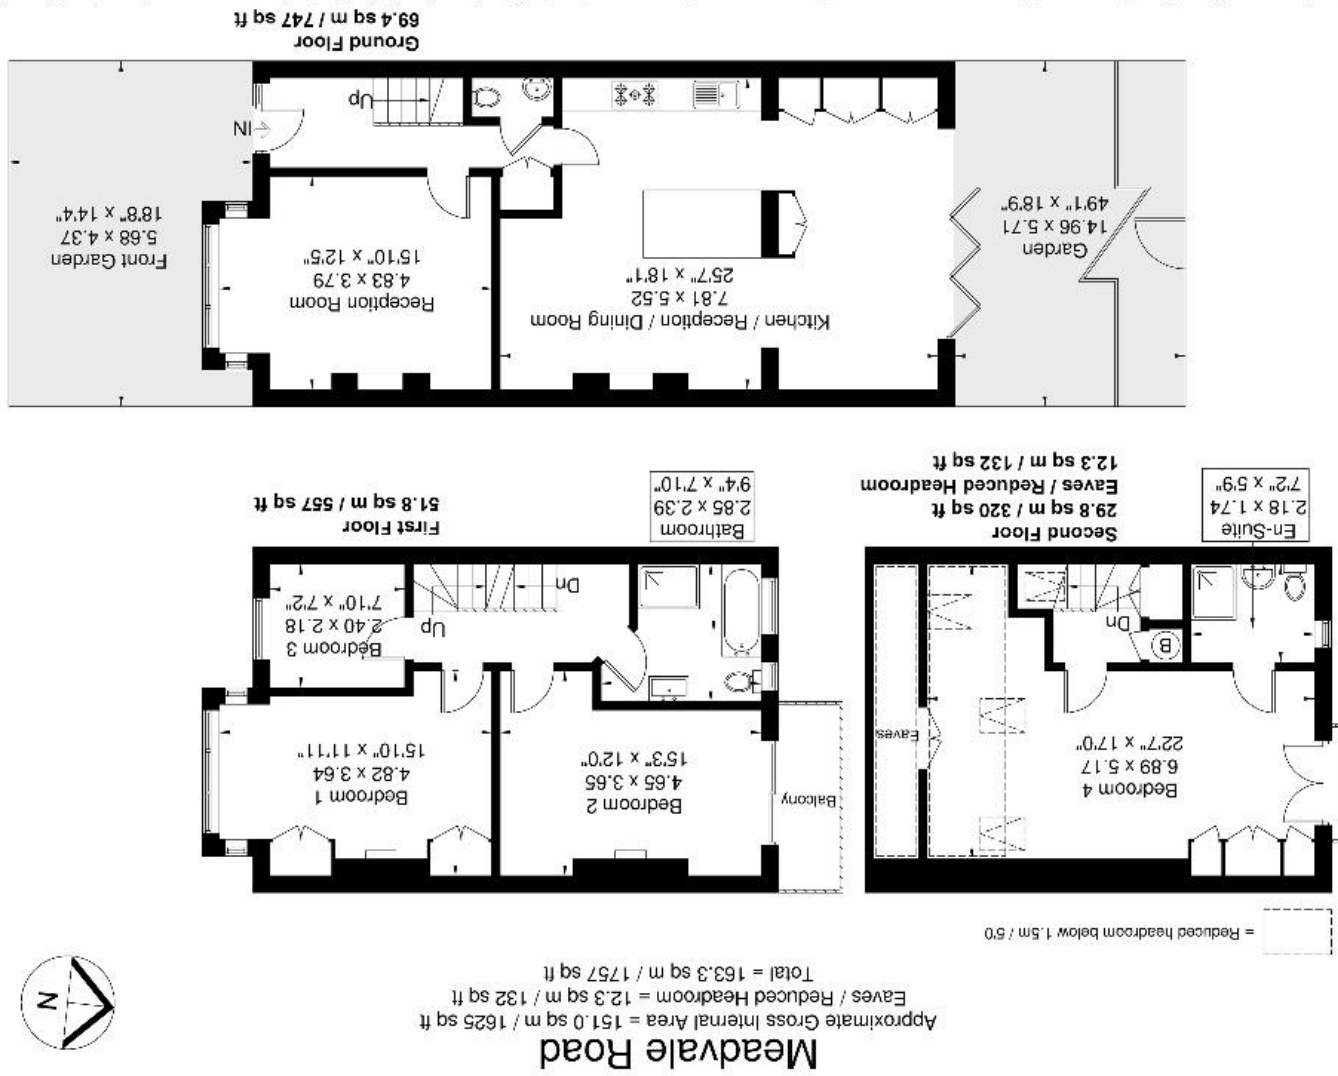 Meadvale Road
Approximate Gross Internal Area = 151.0 sq m / 1625 sq ft
Eaves / Reduced Headroom = 12.3 sq m / 132 sq ft
Total = 163.3 sq m / 1757 sq ft
N
= Reduced headroom below 1.5m / 5'0
Bedroom 4
6.89 x 5.17
22'7" x 17'0"
Eaves
B
Dn
En-Suite
2.18 x 1.74
7'2" x 5'9"
Second Floor
29.8 sq m / 320 sq ft
Eaves / Reduced Headroom
12.3 sq m / 132 sq ft
Balcony
Bedroom 2
4.65 x 3.65
15'3" x 12'0"
Bedroom 1
4.82 x 3.64
15'10" x 11'11"
Bedroom 3
2.40 x 2.18
7'10" x 7'2"
Up
Dn
Bathroom
2.85 x 2.39
9'4" x 7'10"
First Floor
51.8 sq m / 557 sq ft
Garden
14.96 x 5.71
49'1" x 18'9"
Kitchen / Reception / Dining Room
7.81 x 5.52
25'7" x 18'1"
Reception Room
4.83 x 3.79
15'10" x 12'5"
Front Garden
5.68 x 4.37
18'8" x 14'4"
IN
Up
Ground Floor
69.4 sq m / 747 sq ft